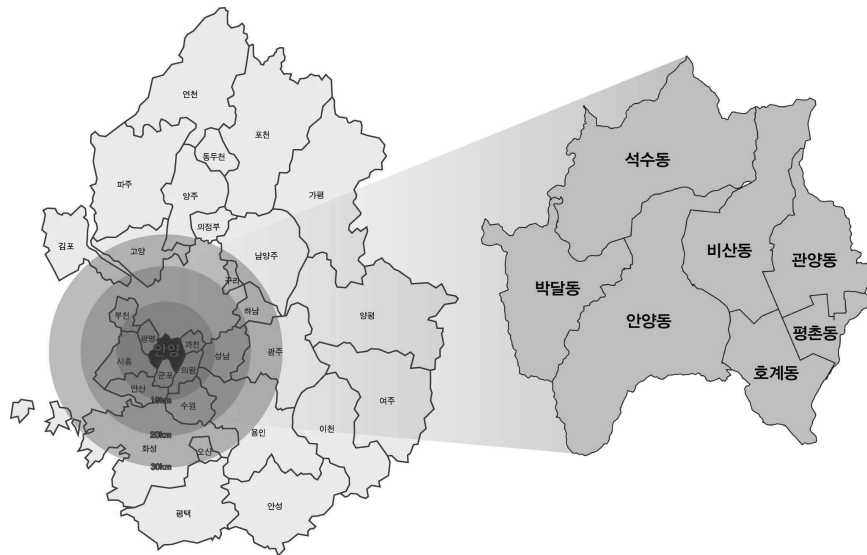 연천
포천
동두천
파주
양주
가평
의정부
김포
고양
남양주
구리
하남
부천
양평
광명
안양
과천
시흥
성남
광주
군포
의왕
안산
10km
수원
여주
이천
20km
용인
화성
오산
30km
평택
안성
석수동
비산동
관양동
박달동
안양동
평촌동
호계동